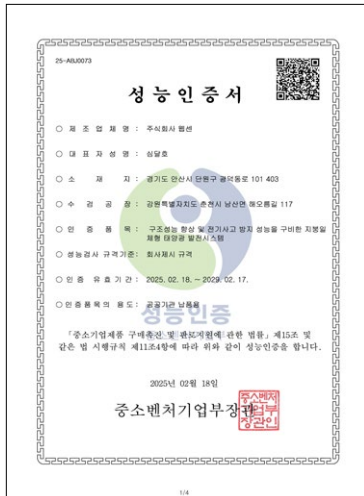 25-ABJ0073
성능인증서
○ 제 조 업 체 명 : 주식회사 웹센
○ 대 표 자 성 명 : 심달호
○ 소 재 지 : 경기도 안산시 단원구 광덕동로 101 403
○ 수 검 공 장 : 강원특별자치도 춘천시 남산면 해오름길 117
○ 인 증 품 목 : 구조성능 향상 및 전기사고 방지 성능을 구비한 지붕일
체형 태양광 발전시스템
○ 성능검사 규격기준: 회사제시 규격
○ 인 증 유 효 기 간 : 2025. 02. 18. ~ 2029. 02. 17.
○ 인증품목의 용도: 공공기관 납품용
성능인증
「중소기업제품 구매촉진 및 판로지원에 관한 법률」 제15조 및
같은 법 시행규칙 제11조4항에 따라 위와 같이 성능인증을 합니다.
2025년 02월 18일
중소벤처기업부장관
중소벤처
기업부
장관인
1/4